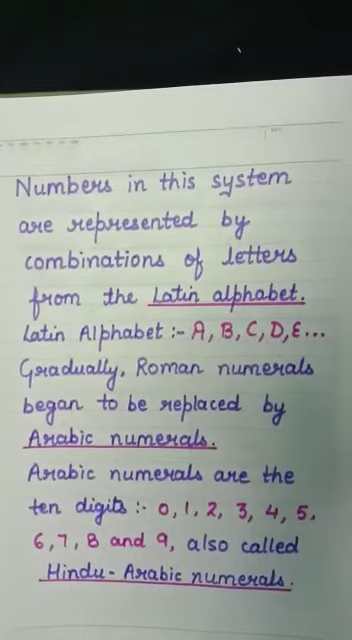 Numbers in this system
are represented by
combinations of letters
from the Latin alphabet.
Latin Alphabet :- A, B, C, D, E...
Gradually, Roman numerals
began to be replaced by
Arabic numerals.
Arabic numerals are the
ten digits :- 0, 1, 2, 3, 4, 5,
6, 7, 8 and 9, also called
Hindu-Arabic numerals.